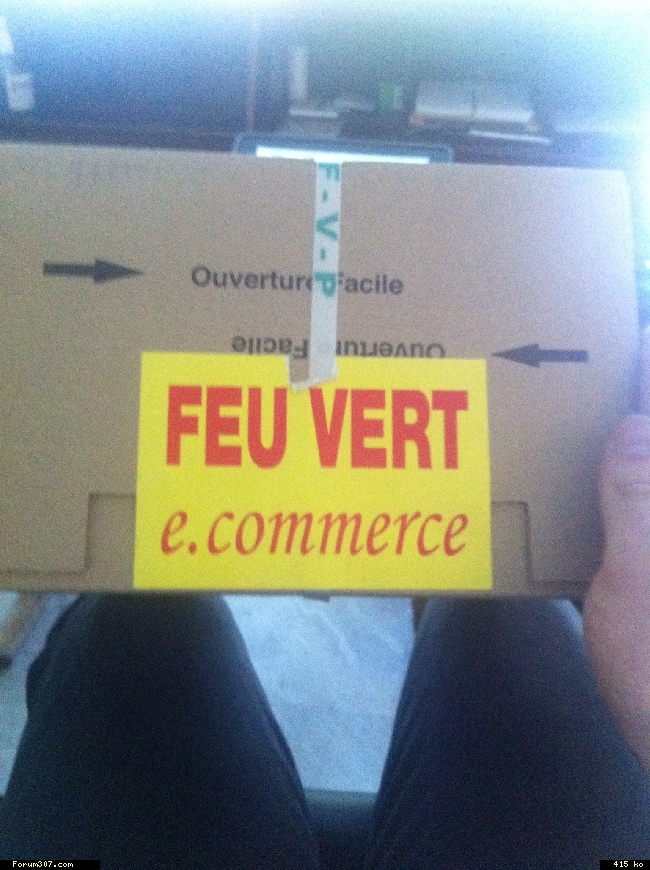 F-V-P
Ouverture Facile
Ouverture Facile
FEU VERT
e.commerce
Forum307.com
415 ko